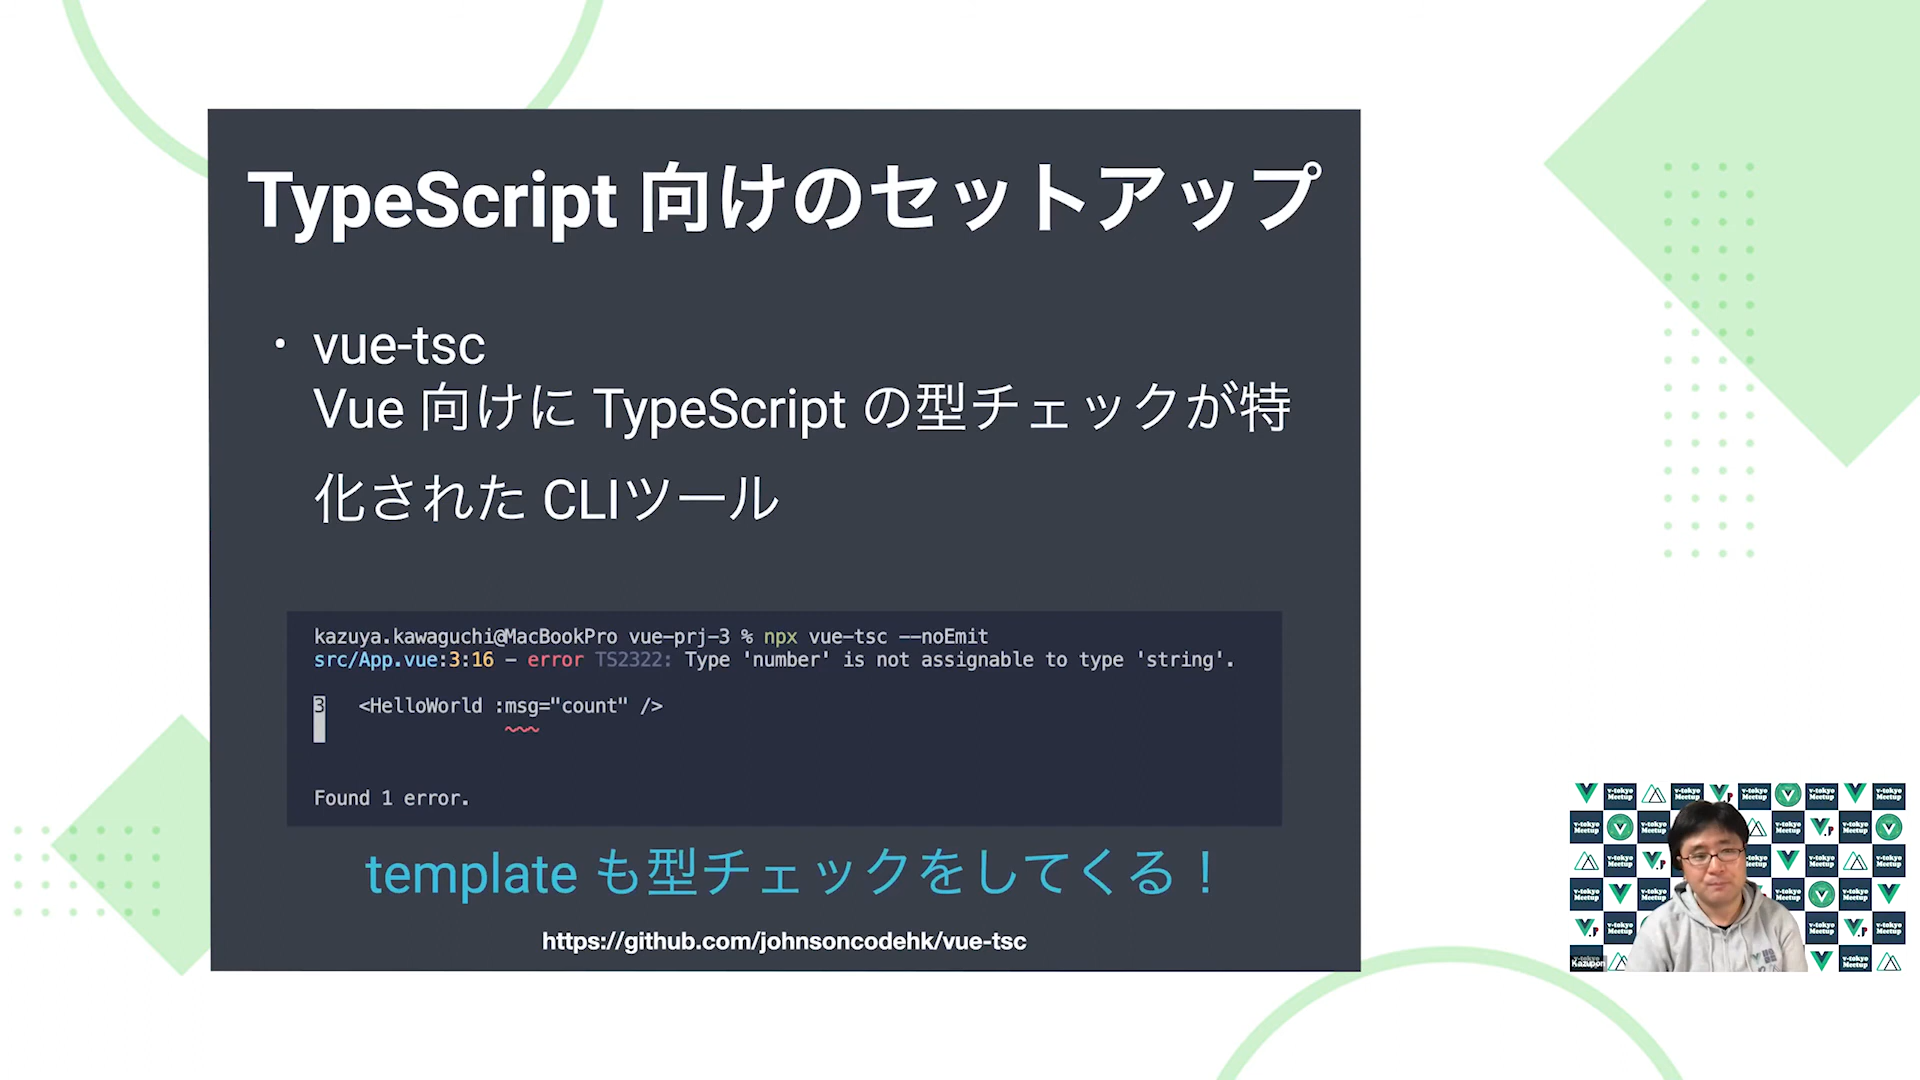 TypeScript 向けのセットアップ
・ vue-tsc
Vue 向けに TypeScript の型チェックが特
化された CLIツール
kazuya.kawaguchi@MacBookPro vue-prj-3 % npx vue-tsc --noEmit
src/App.vue:3:16 - error TS2322: Type 'number' is not assignable to type 'string'.
3 <HelloWorld :msg="count" />
~~~
Found 1 error.
template も型チェックをしてくる！
https://github.com/johnsoncodehk/vue-tsc
v-tokyo
Meetup
Kazupon